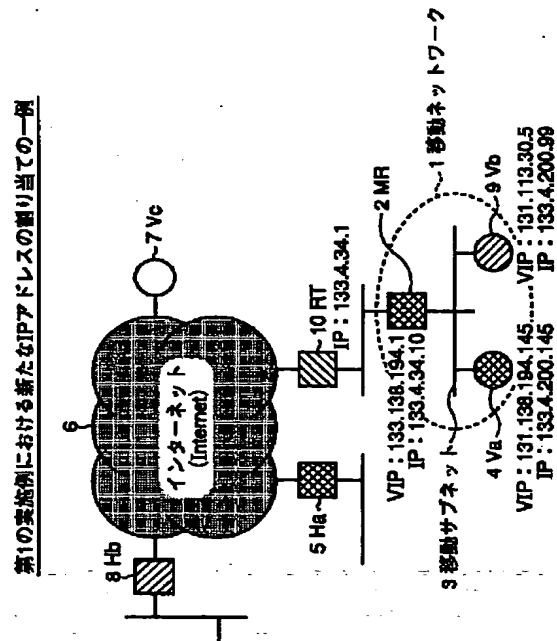 第1の実施例における新たなIPアドレスの割り当ての一例
6
7 Vc
インターネット
(Internet)
8 Hb
5 Ha
10 RT
IP：133.4.34.1
VIP：133.138.194.1
IP：133.4.34.10
2 MR
1 移動ネットワーク
3 移動サブネット
4 Va
VIP：131.138.194.145
IP：133.4.200.145
9 Vb
VIP：131.113.30.5
IP：133.4.200.99